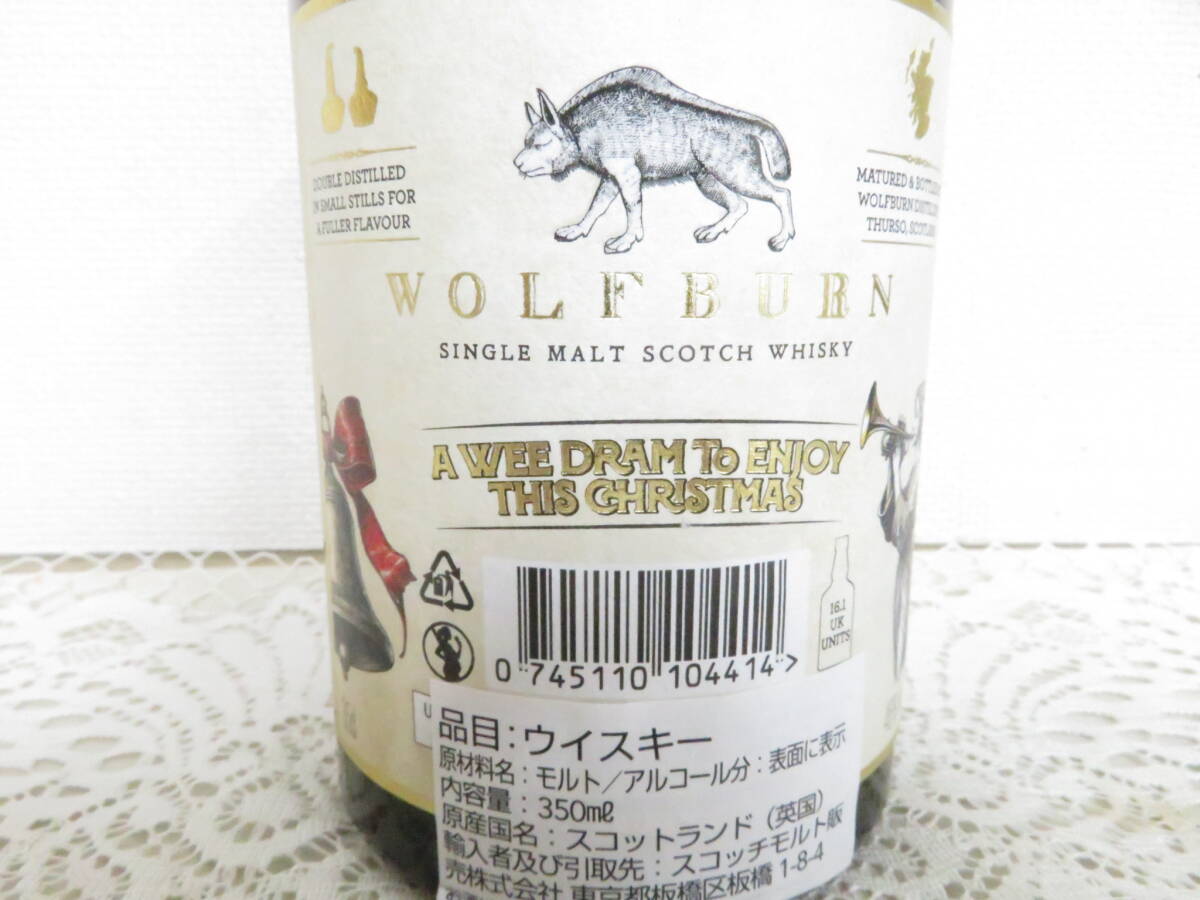 DOUBLE DISTILLED
IN SMALL STILLS FOR
A FULLER FLAVOUR
MATURED & BOTTLED
WOLFBURN
THURSO,
WOLFBURN
SINGLE MALT SCOTCH WHISKY
A WEE DRAM TO ENJOY
THIS CHRISTMAS
16.1
UK
UNITS
0 745110 104414 >
品目:ウイスキー
原材料名:モルト/アルコール分:表面に表示
内容量:350mℓ
原産国名:スコットランド(英国)
輸入者及び引取先:スコッチモルト販
売株式会社 東京都板橋区板橋 1-8-4